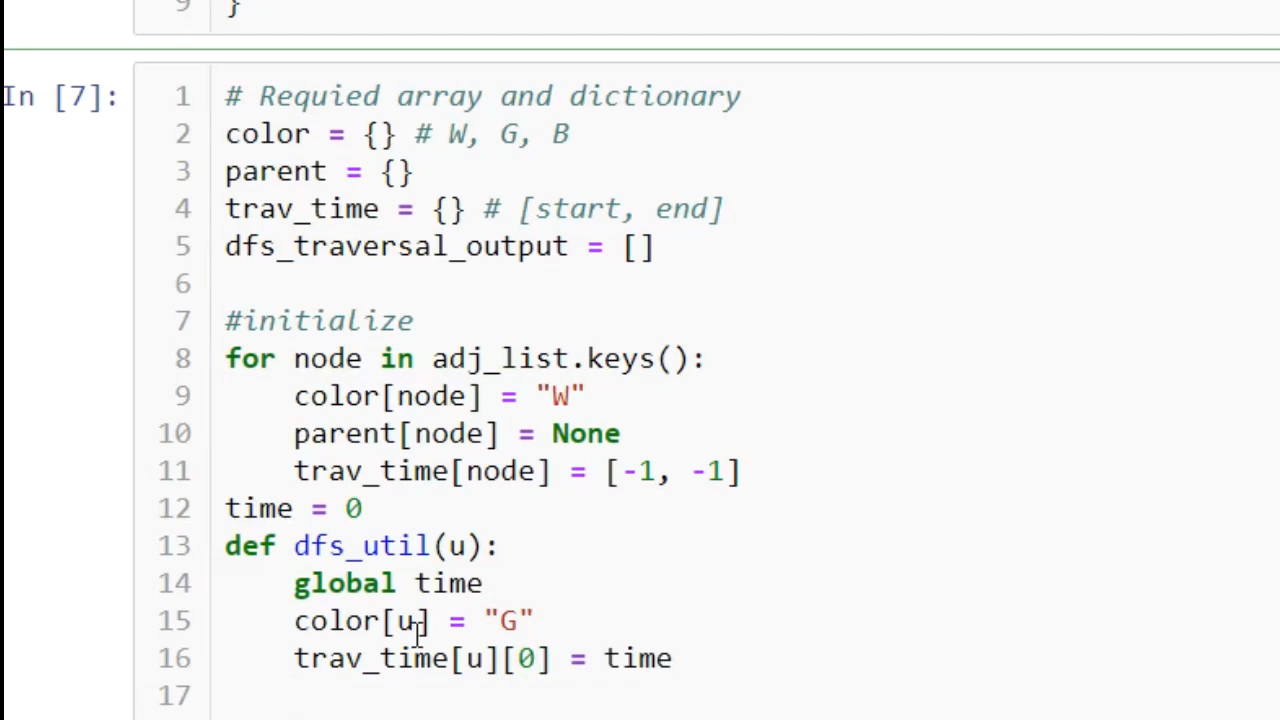 9 }
In [7]:
1 # Requied array and dictionary
2 color = {} # W, G, B
3 parent = {}
4 trav_time = {} # [start, end]
5 dfs_traversal_output = []
6
7 #initialize
8 for node in adj_list.keys():
9     color[node] = "W"
10     parent[node] = None
11     trav_time[node] = [-1, -1]
12 time = 0
13 def dfs_util(u):
14     global time
15     color[u] = "G"
16     trav_time[u][0] = time
17